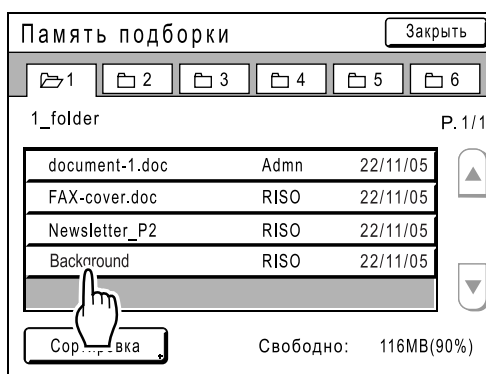 Память подборки Закрыть
1 2 3 4 5 6
1_folder P. 1/1
document-1.doc Admn 22/11/05
FAX-cover.doc RISO 22/11/05
Newsletter_P2 RISO 22/11/05
Background RISO 22/11/05
Сортировка Свободно: 116MB(90%)